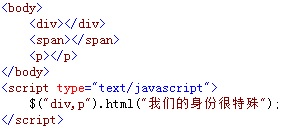 <body>
    <div></div>
    <span></span>
    <p></p>
</body>
<script type="text/javascript">
    $("div,p").html("我们的身份很特殊");
</script>